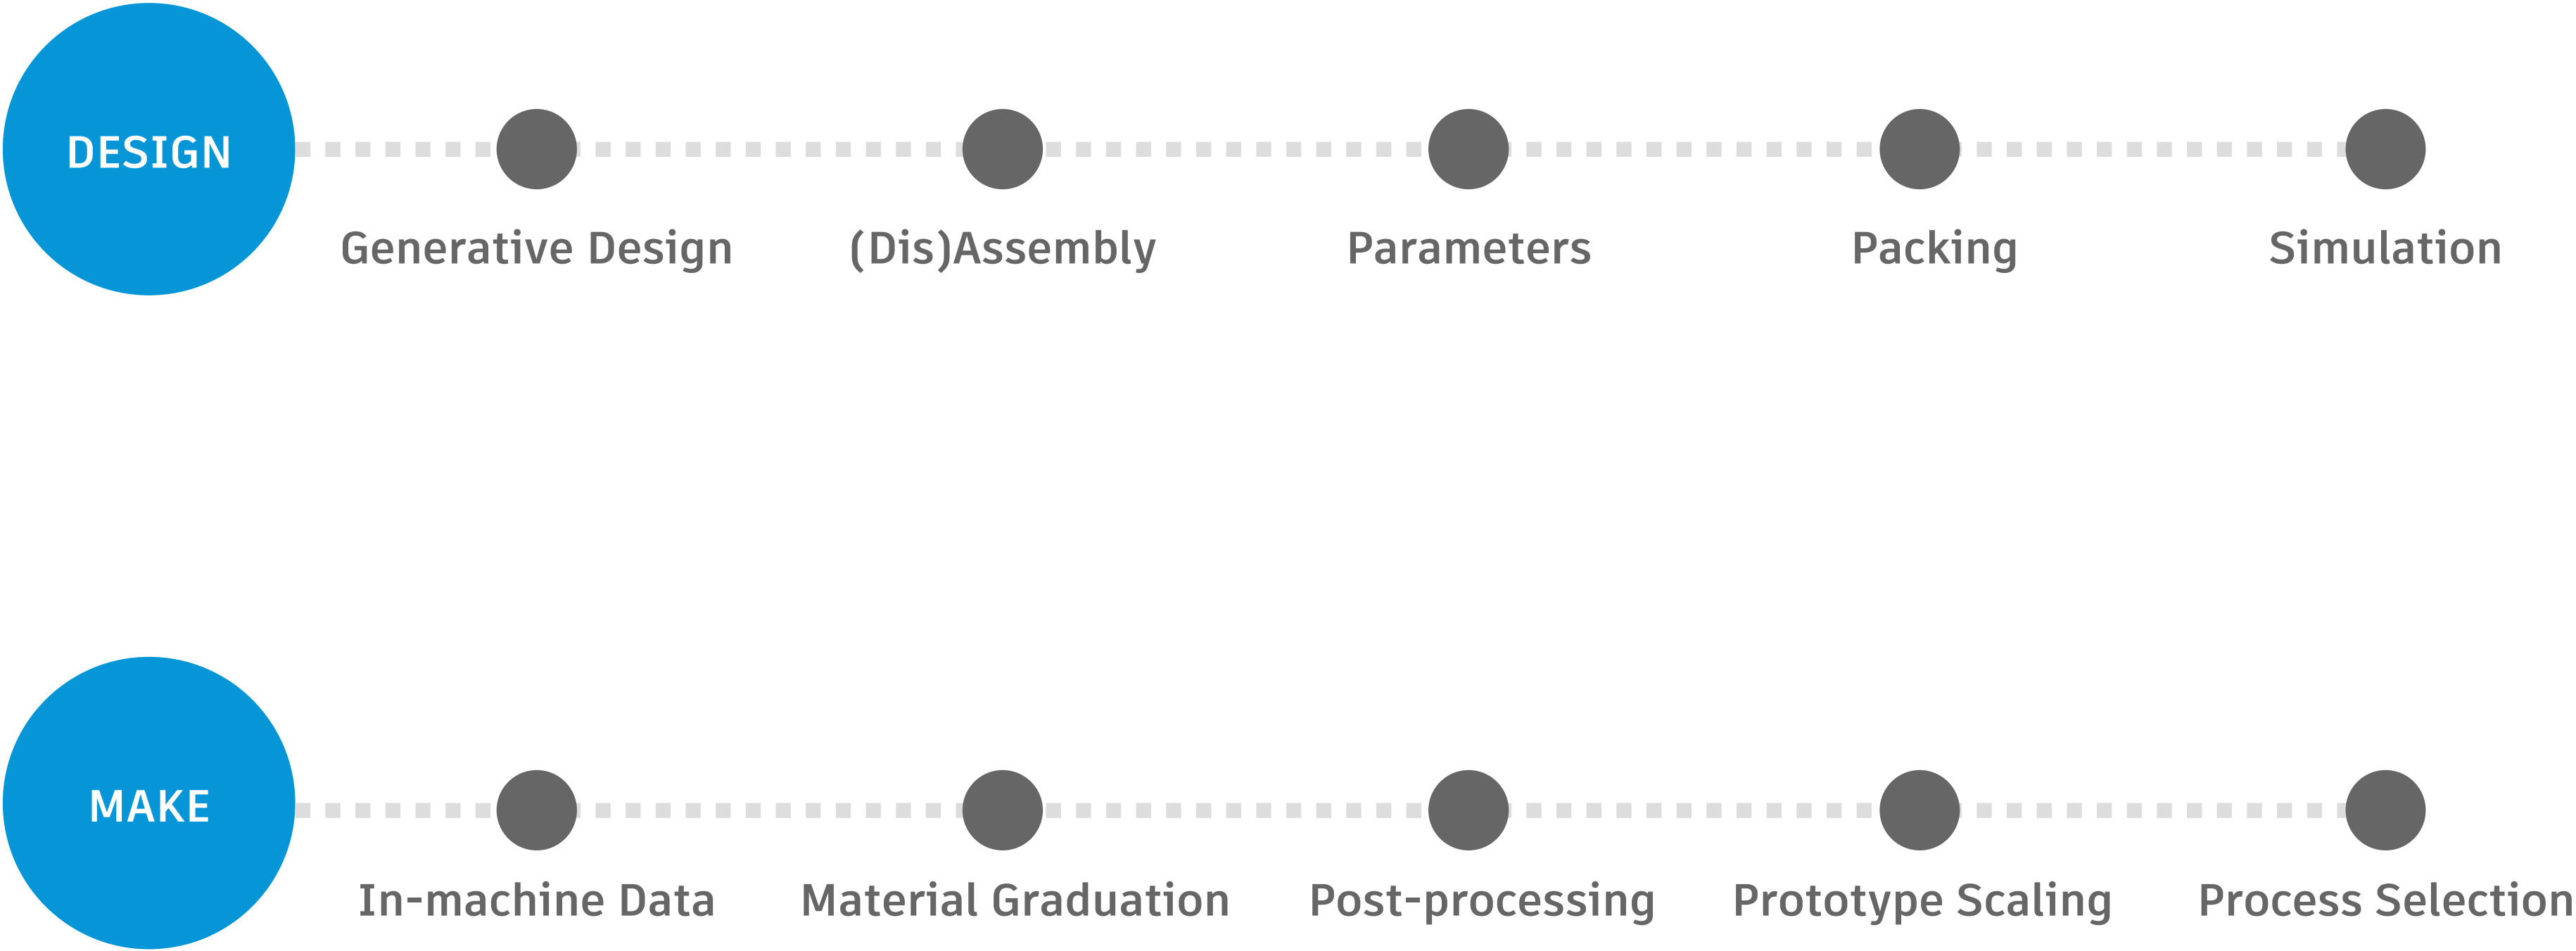 DESIGN
Generative Design
(Dis)Assembly
Parameters
Packing
Simulation
MAKE
In-machine Data
Material Graduation
Post-processing
Prototype Scaling
Process Selection